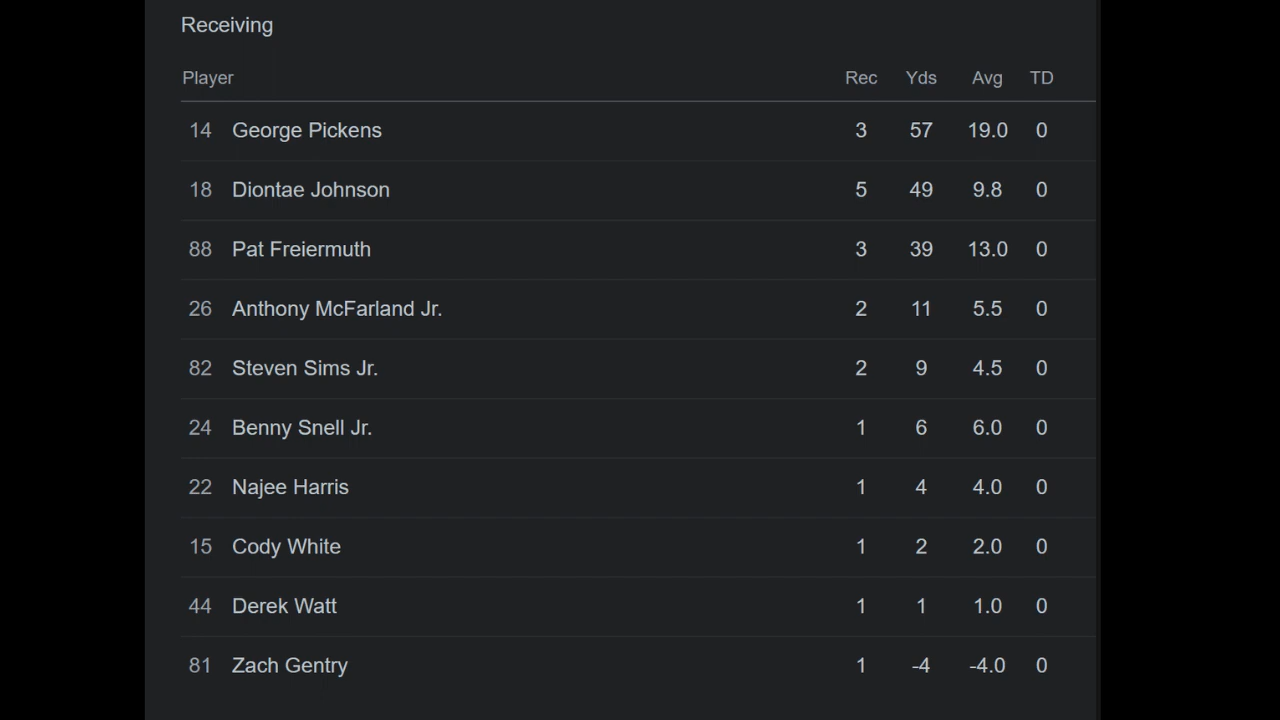 Receiving
Player Rec Yds Avg TD
14 George Pickens 3 57 19.0 0
18 Diontae Johnson 5 49 9.8 0
88 Pat Freiermuth 3 39 13.0 0
26 Anthony McFarland Jr. 2 11 5.5 0
82 Steven Sims Jr. 2 9 4.5 0
24 Benny Snell Jr. 1 6 6.0 0
22 Najee Harris 1 4 4.0 0
15 Cody White 1 2 2.0 0
44 Derek Watt 1 1 1.0 0
81 Zach Gentry 1 -4 -4.0 0